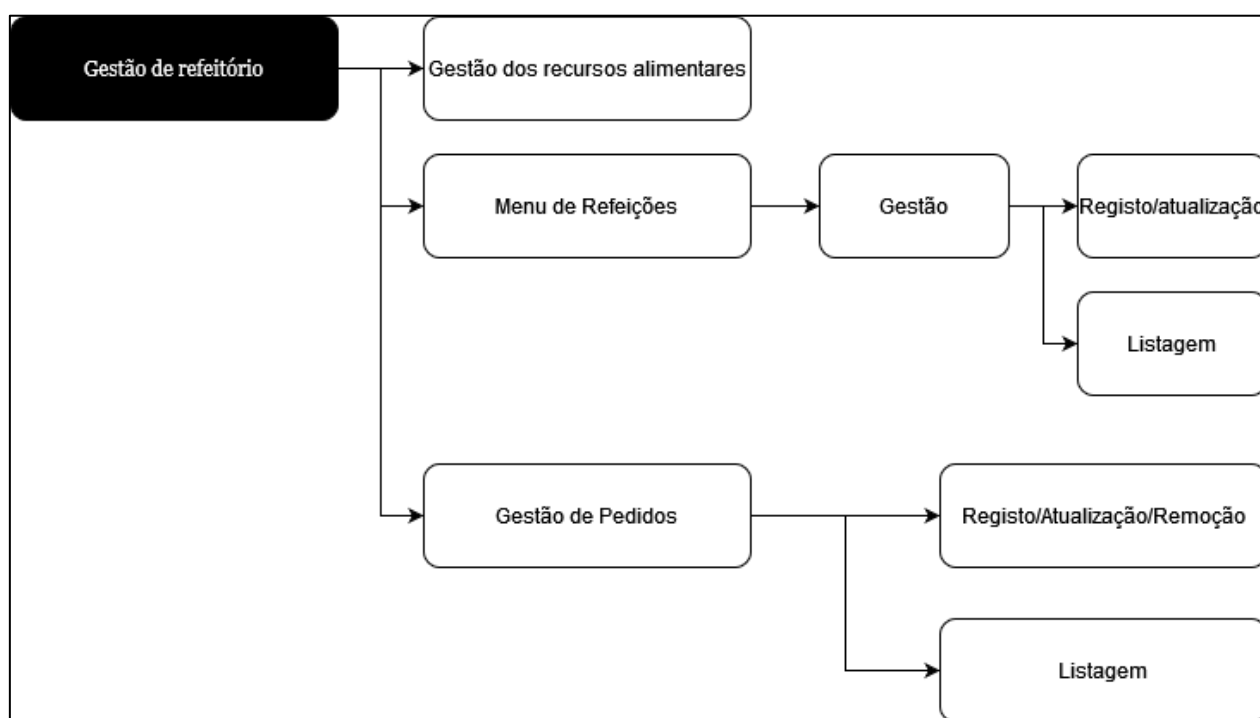 Gestão de refeitório
Gestão dos recursos alimentares
Menu de Refeições
Gestão
Registo/atualização
Listagem
Gestão de Pedidos
Registo/Atualização/Remoção
Listagem